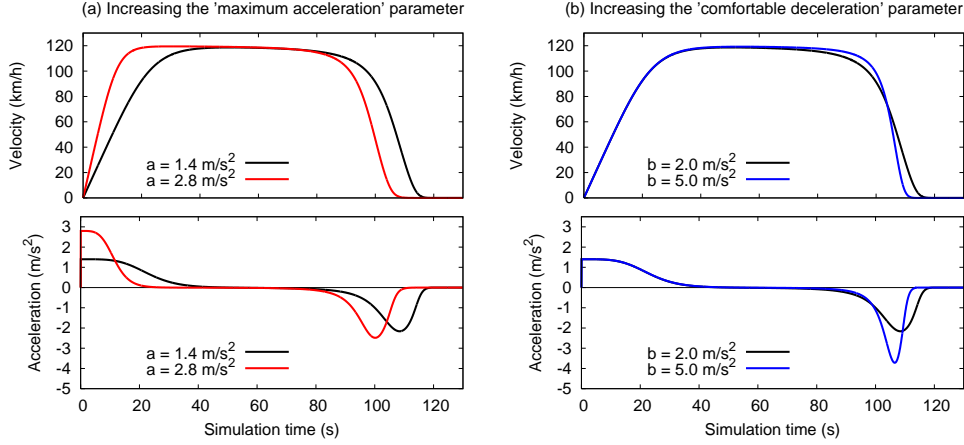 (a) Increasing the 'maximum acceleration' parameter
120
100
80
60
40
20
0
Velocity (km/h)
a = 1.4 m/s²
a = 2.8 m/s²
3
2
1
0
-1
-2
-3
-4
-5
Acceleration (m/s²)
a = 1.4 m/s²
a = 2.8 m/s²
0 20 40 60 80 100 120
Simulation time (s)
(b) Increasing the 'comfortable deceleration' parameter
120
100
80
60
40
20
0
Velocity (km/h)
b = 2.0 m/s²
b = 5.0 m/s²
3
2
1
0
-1
-2
-3
-4
-5
Acceleration (m/s²)
b = 2.0 m/s²
b = 5.0 m/s²
0 20 40 60 80 100 120
Simulation time (s)